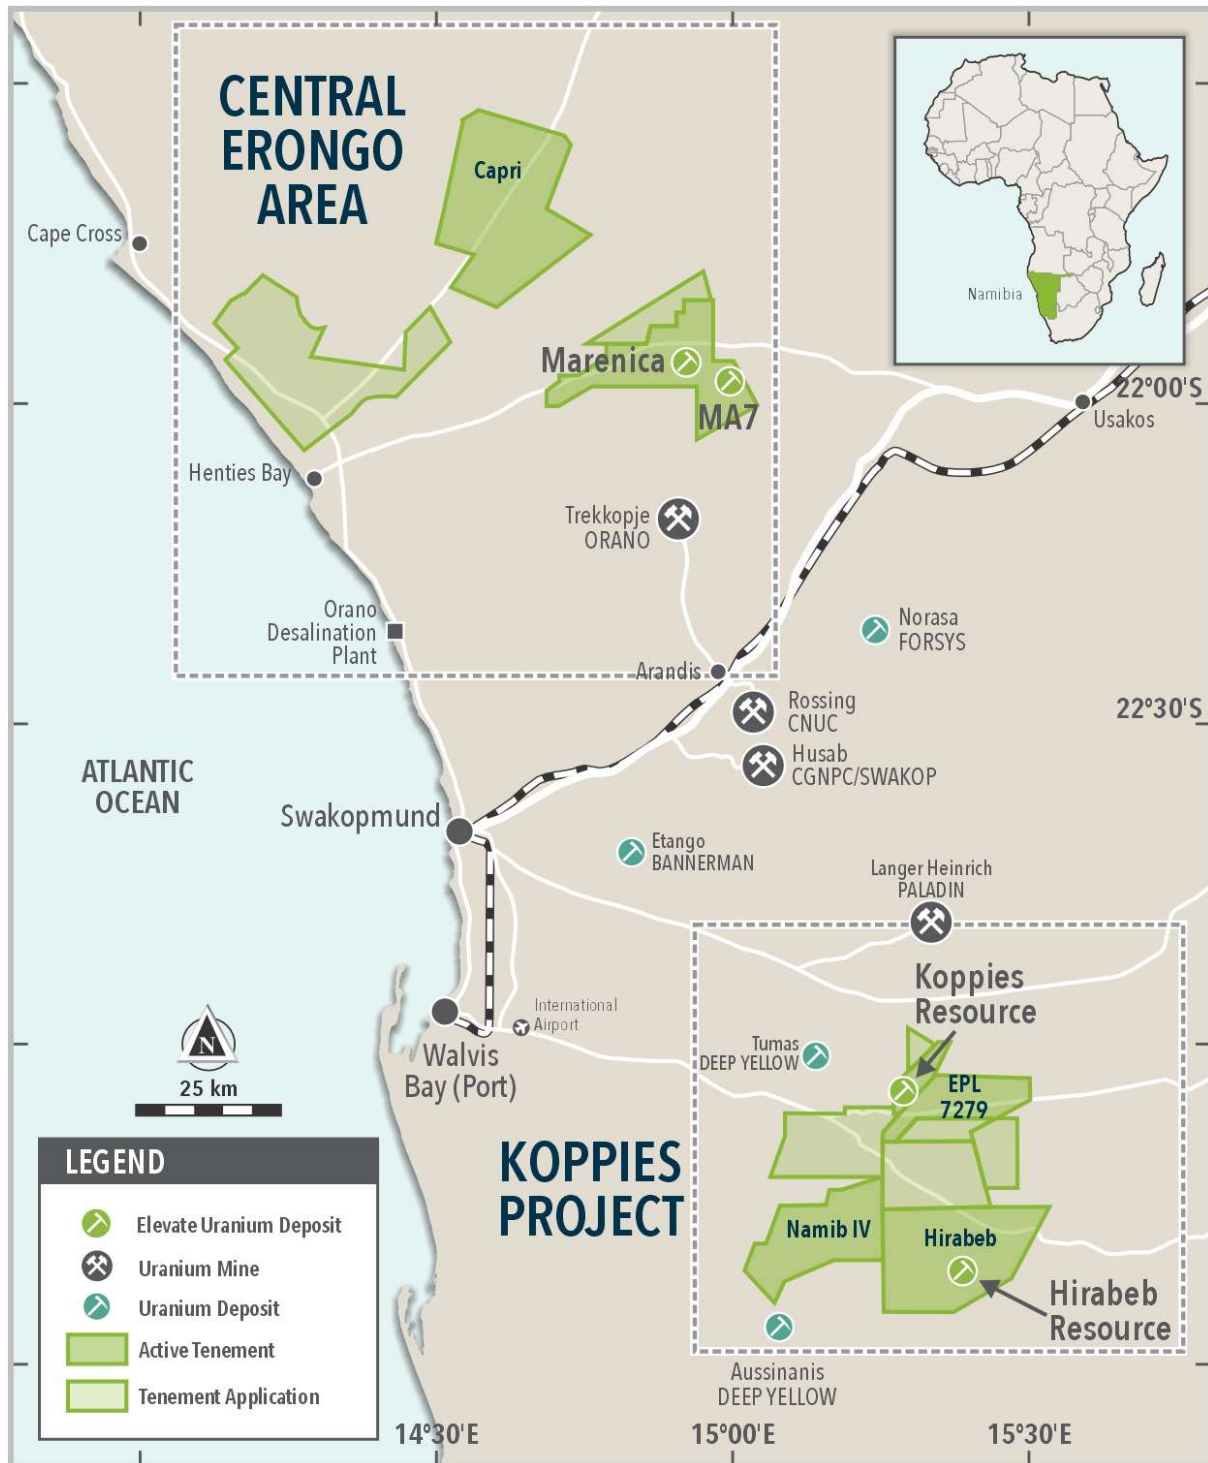 CENTRAL
ERONGO
AREA
Capri
Cape Cross
Namibia
Marenica
MA7
22°00'S
Usakos
Henties Bay
Trekkopje
ORANO
Orano
Desalination
Plant
Norasa
FORSYS
Arandis
Rossing
CNUC
22°30'S
Husab
CGNPC/SWAKOP
ATLANTIC
OCEAN
Swakopmund
Etango
BANNERMAN
Langer Heinrich
PALADIN
Koppies
Resource
International
Airport
N
25 km
Walvis
Bay (Port)
Tumas
DEEP YELLOW
EPL
7279
KOPPIES
PROJECT
Namib IV
Hirabeb
Hirabeb
Resource
Aussinanis
DEEP YELLOW
LEGEND
Elevate Uranium Deposit
Uranium Mine
Uranium Deposit
Active Tenement
Tenement Application
14°30'E
15°00'E
15°30'E